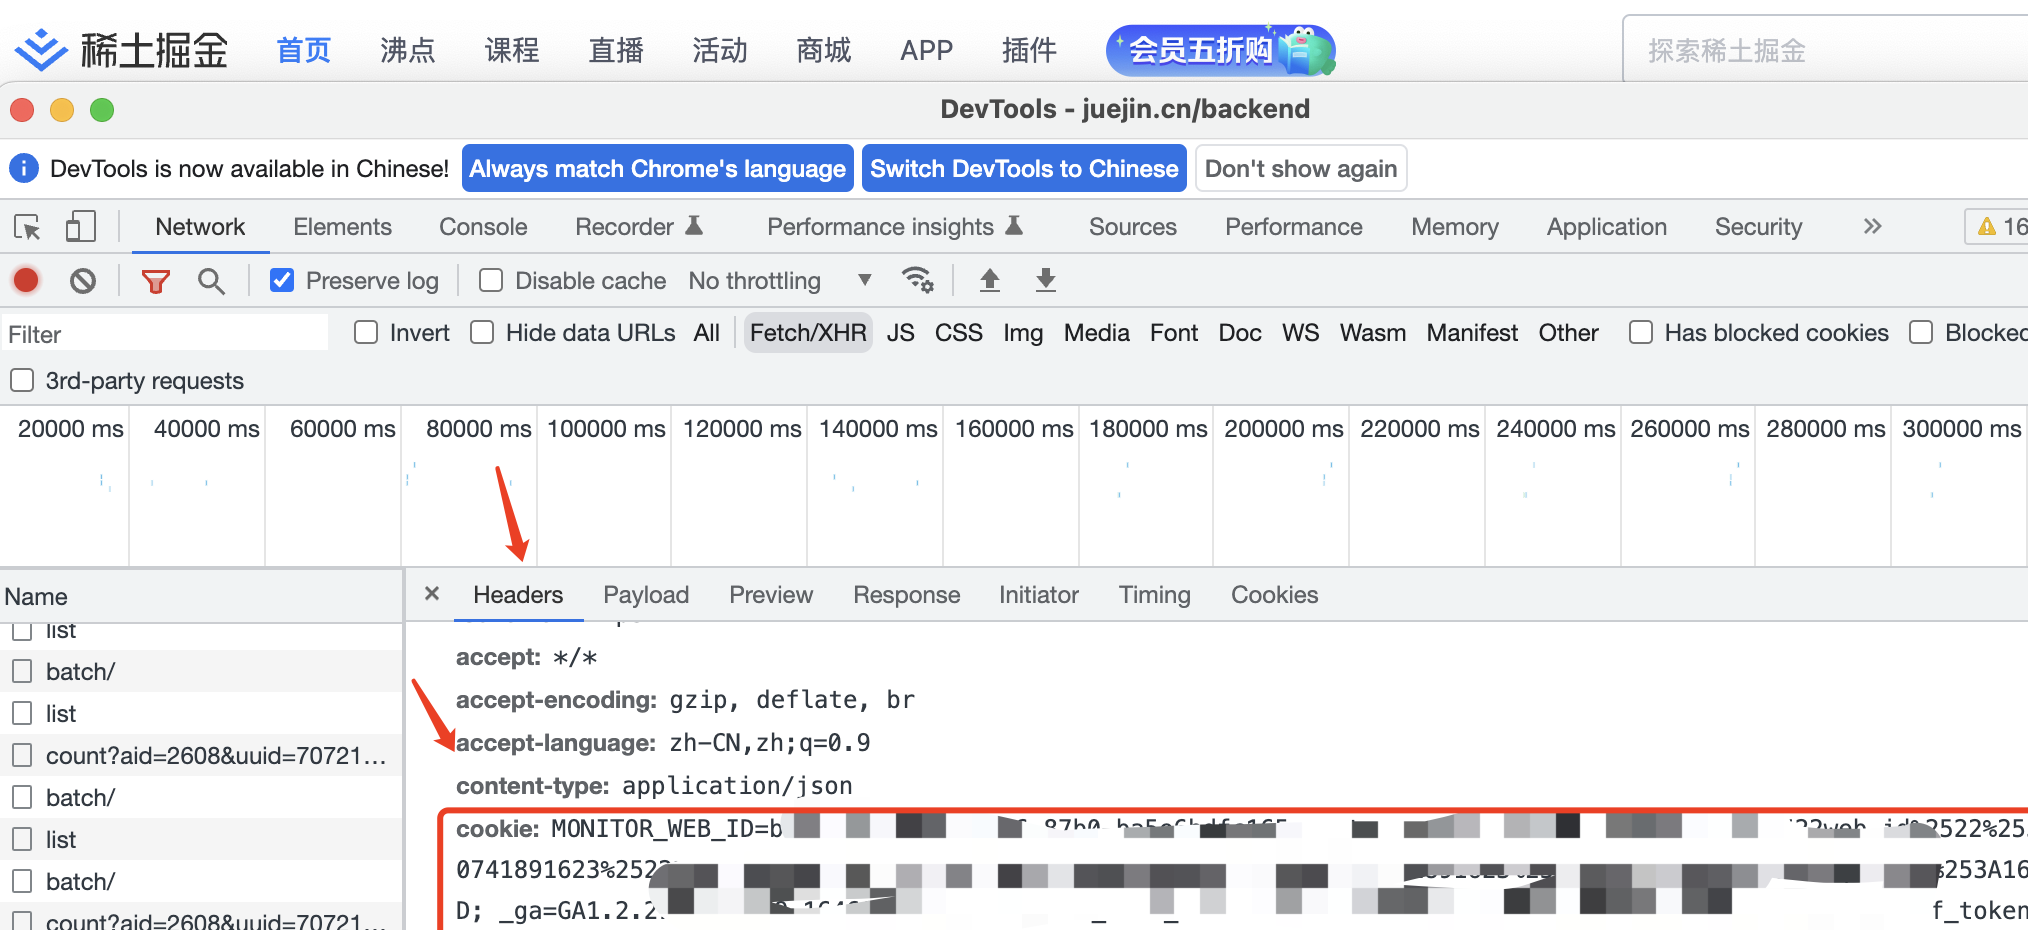 稀土掘金 首页 沸点 课程 直播 活动 商城 APP 插件 会员五折购 探索稀土掘金
DevTools - juejin.cn/backend
DevTools is now available in Chinese! Always match Chrome's language Switch DevTools to Chinese Don't show again
Network Elements Console Recorder Performance insights Sources Performance Memory Application Security » 16
Preserve log Disable cache No throttling
Filter Invert Hide data URLs All Fetch/XHR JS CSS Img Media Font Doc WS Wasm Manifest Other Has blocked cookies Blocked
3rd-party requests
20000 ms 40000 ms 60000 ms 80000 ms 100000 ms 120000 ms 140000 ms 160000 ms 180000 ms 200000 ms 220000 ms 240000 ms 260000 ms 280000 ms 300000 ms
Name × Headers Payload Preview Response Initiator Timing Cookies
list
batch/
list
count?aid=2608&uuid=70721...
batch/
list
batch/
count?aid=2608&uuid=70721...
accept: */*
accept-encoding: gzip, deflate, br
accept-language: zh-CN,zh;q=0.9
content-type: application/json
cookie: MONITOR_WEB_ID=b
0741891623%252 %253A16
D; _ga=GA1.2.2 f_token